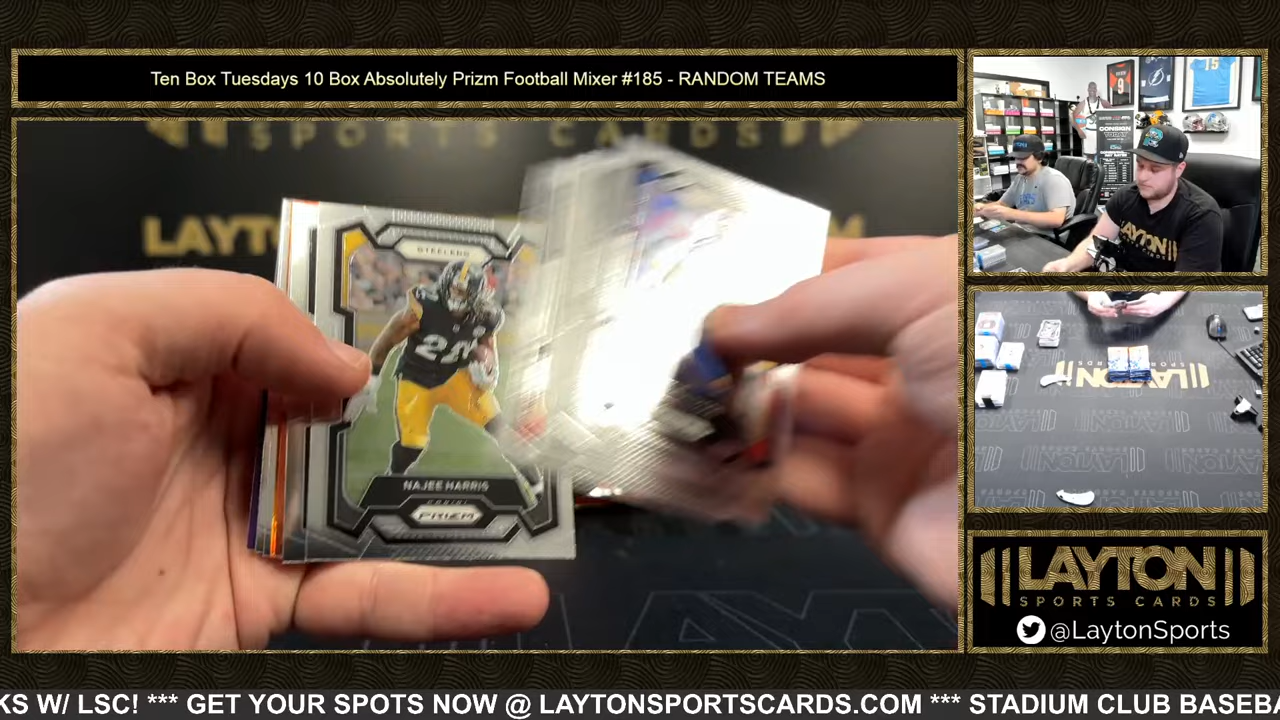 Ten Box Tuesdays 10 Box Absolutely Prizm Football Mixer #185 - RANDOM TEAMS
STEELERS
NAJEE HARRIS
PANINI
PRIZM
LAYTON
SPORTS CARDS
@LaytonSports
KS W/ LSC! *** GET YOUR SPOTS NOW @ LAYTONSPORTSCARDS.COM *** STADIUM CLUB BASEBA